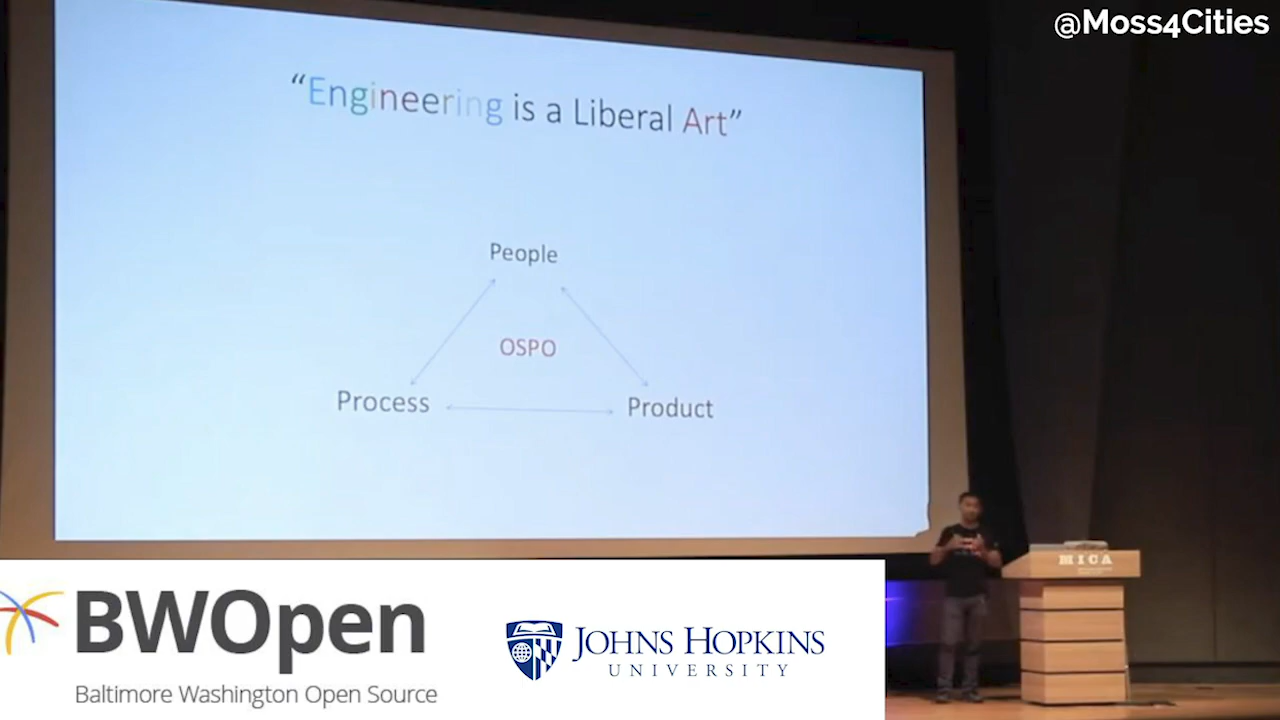 @Moss4Cities
“Engineering is a Liberal Art”
People
OSPO
Process
Product
MICA
BWOpen
Baltimore Washington Open Source
JOHNS HOPKINS
UNIVERSITY